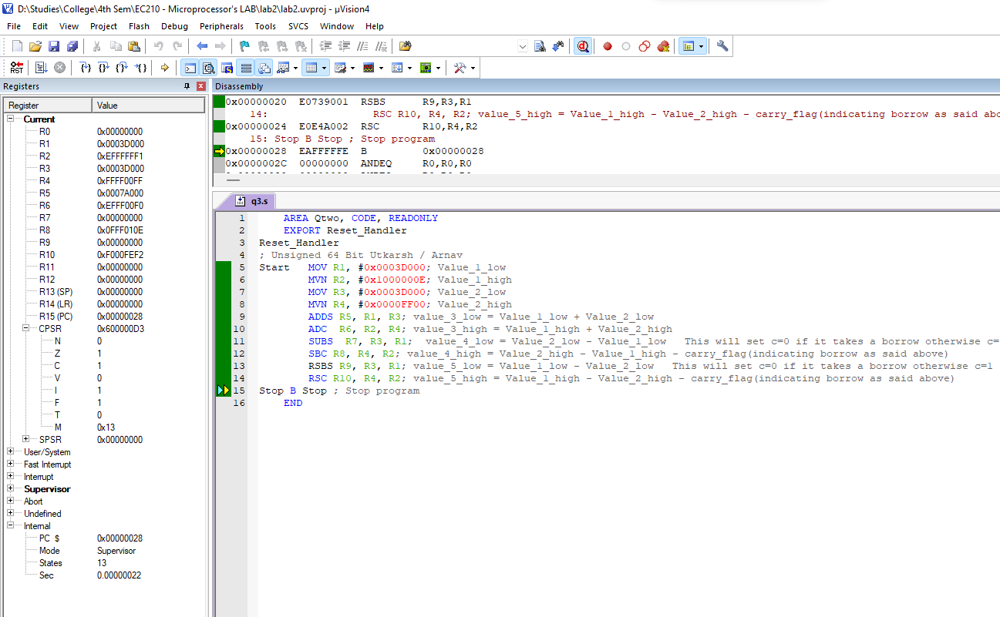 D:\Studies\College\4th Sem\EC210 - Microprocessor's LAB\lab2\lab2.uvproj - µVision4
File Edit View Project Flash Debug Peripherals Tools SVCS Window Help
RST
Registers
Register Value
Current
R0 0x00000000
R1 0x0003D000
R2 0xEFFFFFF1
R3 0x0003D000
R4 0xFFFF00FF
R5 0x0007A000
R6 0xEFFF00F0
R7 0x00000000
R8 0x0FFF010E
R9 0x00000000
R10 0xF000FEF2
R11 0x00000000
R12 0x00000000
R13 (SP) 0x00000000
R14 (LR) 0x00000000
R15 (PC) 0x00000028
CPSR 0x600000D3
N 0
Z 1
C 1
V 0
I 1
F 1
T 0
M 0x13
SPSR 0x00000000
User/System
Fast Interrupt
Interrupt
Supervisor
Abort
Undefined
Internal
PC $ 0x00000028
Mode Supervisor
States 13
Sec 0.00000022
Disassembly
0x00000020 E0739001 RSBS R9,R3,R1
14: RSC R10, R4, R2; value_5_high = Value_1_high - Value_2_high - carry_flag(indicating borrow as said abo
0x00000024 E0E4A002 RSC R10,R4,R2
15: Stop B Stop ; Stop program
0x00000028 EAFFFFFE B 0x00000028
0x0000002C 00000000 ANDEQ R0,R0,R0
q3.s
1 AREA Qtwo, CODE, READONLY
2 EXPORT Reset_Handler
3 Reset_Handler
4 ; Unsigned 64 Bit Utkarsh / Arnav
5 Start MOV R1, #0x0003D000; Value_1_low
6 MVN R2, #0x1000000E; Value_1_high
7 MOV R3, #0x0003D000; Value_2_low
8 MVN R4, #0x0000FF00; Value_2_high
9 ADDS R5, R1, R3; value_3_low = Value_1_low + Value_2_low
10 ADC R6, R2, R4; value_3_high = Value_1_high + Value_2_high
11 SUBS R7, R3, R1; value_4_low = Value_2_low - Value_1_low This will set c=0 if it takes a borrow otherwise c=
12 SBC R8, R4, R2; value_4_high = Value_2_high - Value_1_high - carry_flag(indicating borrow as said above)
13 RSBS R9, R3, R1; value_5_low = Value_1_low - Value_2_low This will set c=0 if it takes a borrow otherwise c=1
14 RSC R10, R4, R2; value_5_high = Value_1_high - Value_2_high - carry_flag(indicating borrow as said above)
15 Stop B Stop ; Stop program
16 END